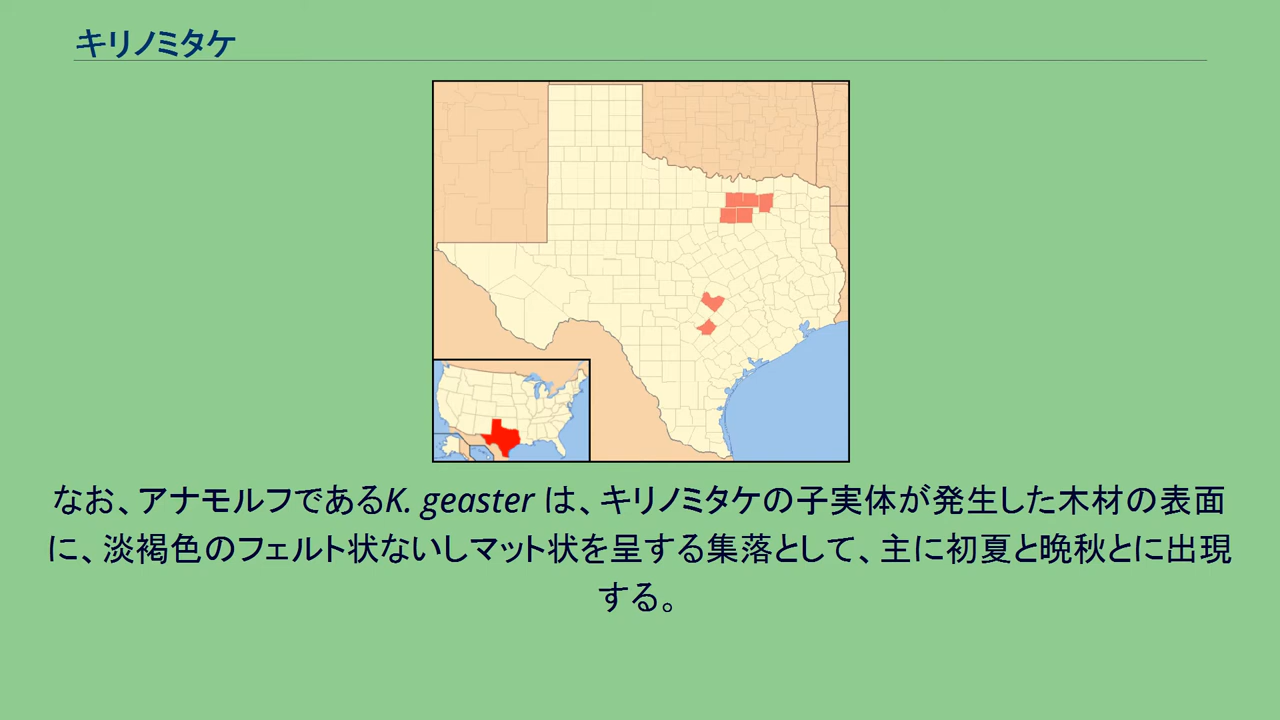 キリノミタケ
なお、アナモルフであるK. geaster は、キリノミタケの子実体が発生した木材の表面
に、淡褐色のフェルト状ないしマット状を呈する集落として、主に初夏と晩秋とに出現
する。